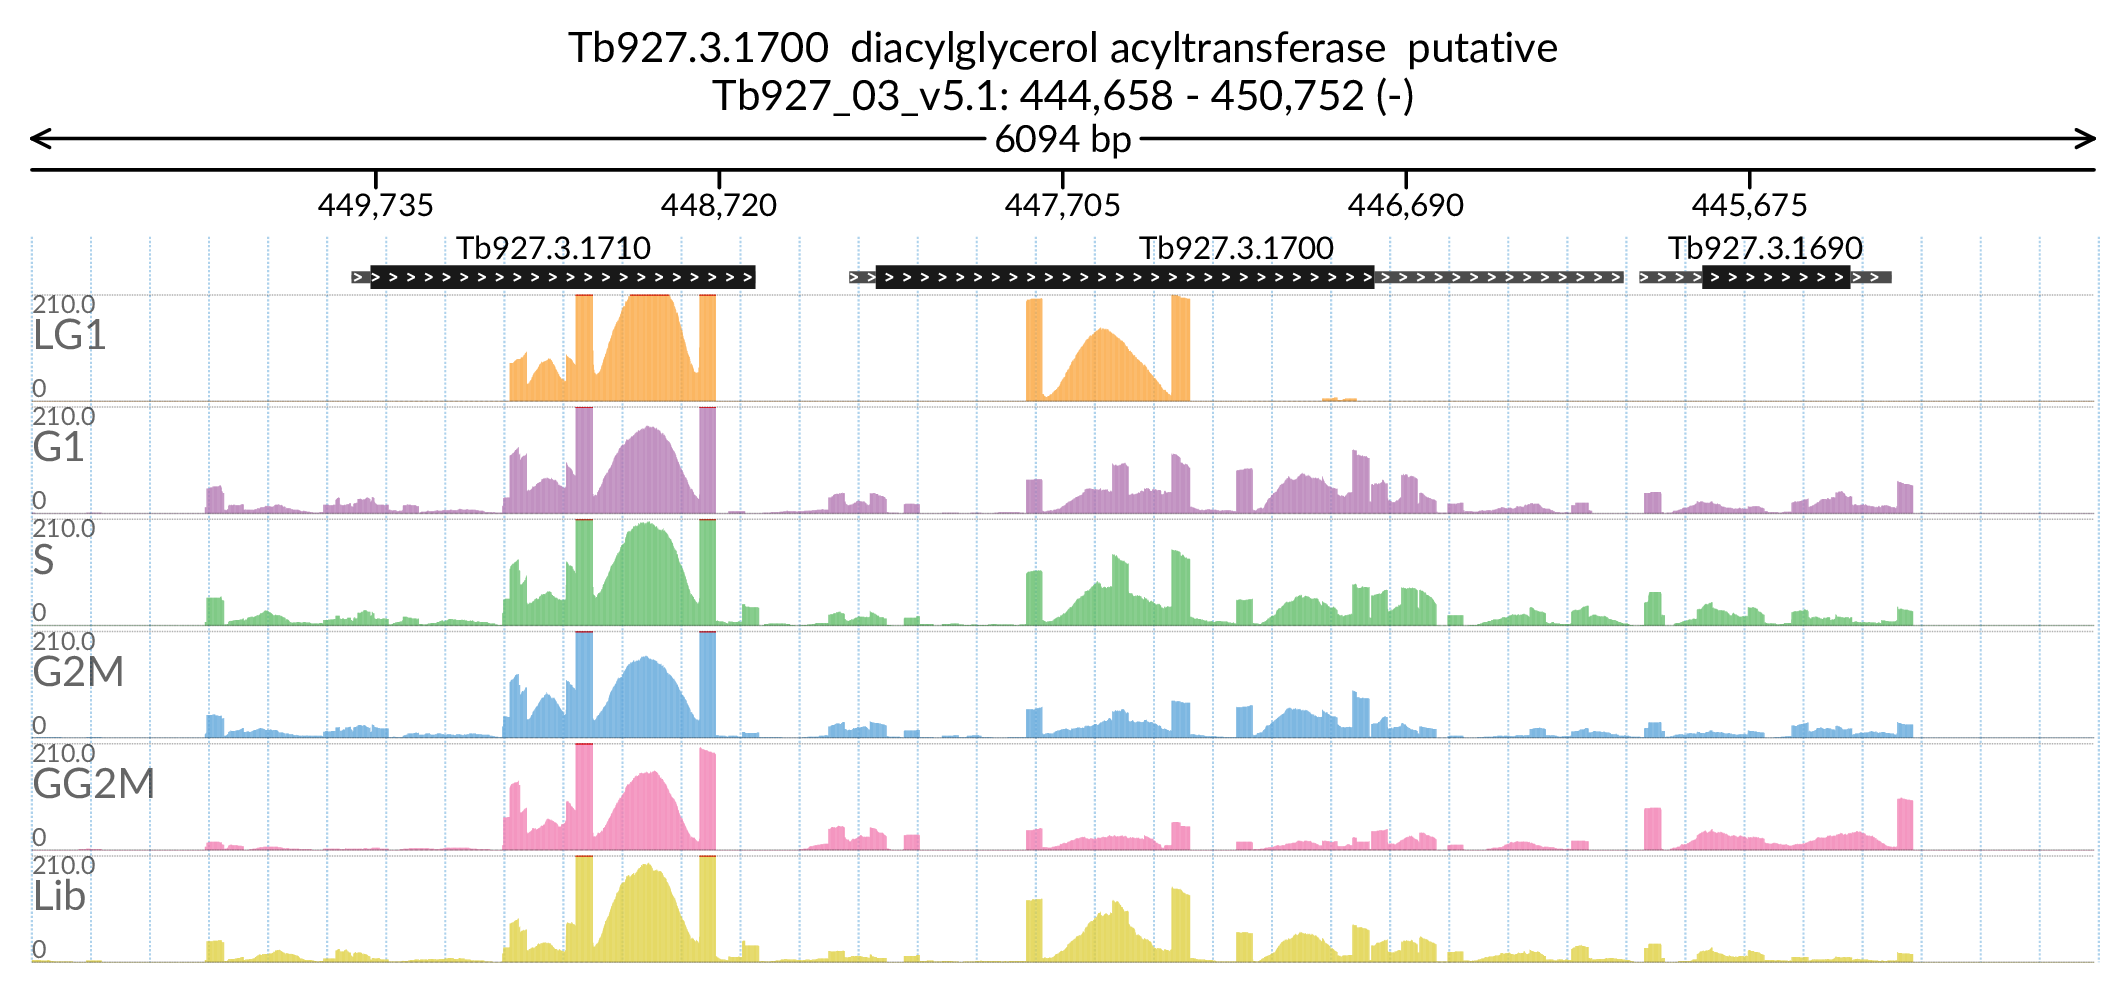 Tb927.3.1700 diacylglycerol acyltransferase putative
Tb927_03_v5.1: 444,658 - 450,752 (-)
6094 bp
449,735 448,720 447,705 446,690 445,675
Tb927.3.1710 Tb927.3.1700 Tb927.3.1690
210.0
LG1
0
210.0
G1
0
210.0
S
0
210.0
G2M
0
210.0
GG2M
0
210.0
Lib
0